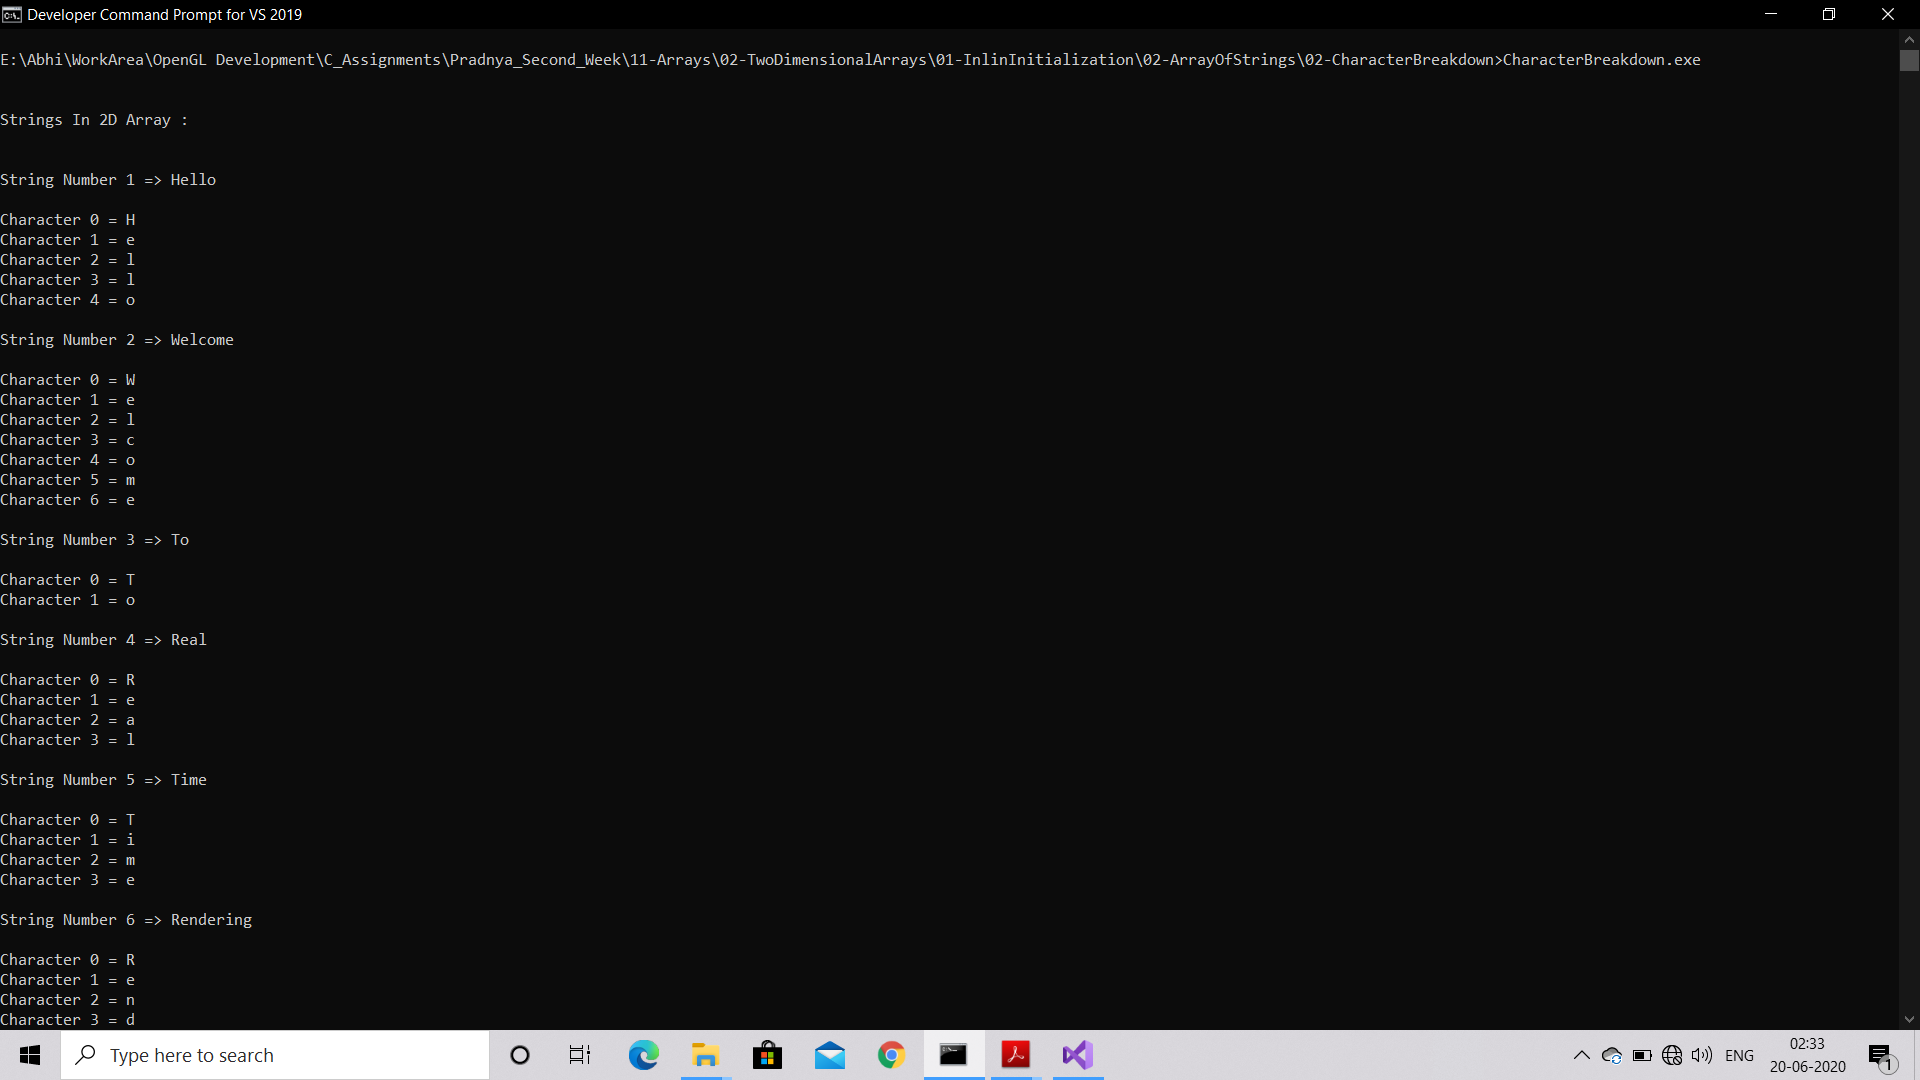 Developer Command Prompt for VS 2019
E:\Abhi\WorkArea\OpenGL Development\C_Assignments\Pradnya_Second_Week\11-Arrays\02-TwoDimensionalArrays\01-InlinInitialization\02-ArrayOfStrings\02-CharacterBreakdown>CharacterBreakdown.exe
Strings In 2D Array :
String Number 1 => Hello
Character 0 = H
Character 1 = e
Character 2 = l
Character 3 = l
Character 4 = o
String Number 2 => Welcome
Character 0 = W
Character 1 = e
Character 2 = l
Character 3 = c
Character 4 = o
Character 5 = m
Character 6 = e
String Number 3 => To
Character 0 = T
Character 1 = o
String Number 4 => Real
Character 0 = R
Character 1 = e
Character 2 = a
Character 3 = l
String Number 5 => Time
Character 0 = T
Character 1 = i
Character 2 = m
Character 3 = e
String Number 6 => Rendering
Character 0 = R
Character 1 = e
Character 2 = n
Character 3 = d
Type here to search
ENG
02:33
20-06-2020
1